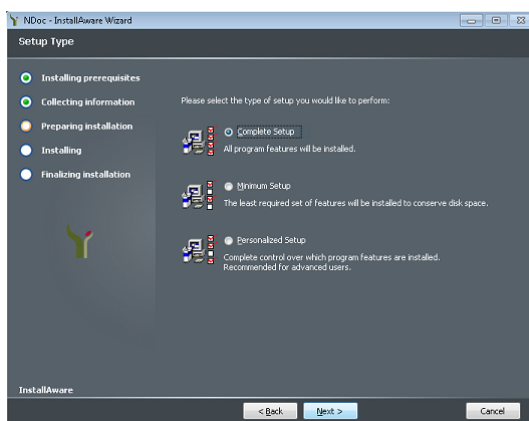 NDoc - InstallAware Wizard
Setup Type
Installing prerequisites
Collecting information
Preparing installation
Installing
Finalizing installation
Please select the type of setup you would like to perform:
Complete Setup
All program features will be installed.
Minimum Setup
The least required set of features will be installed to conserve disk space.
Personalized Setup
Complete control over which program features are installed.
Recommended for advanced users.
InstallAware
< Back
Next >
Cancel